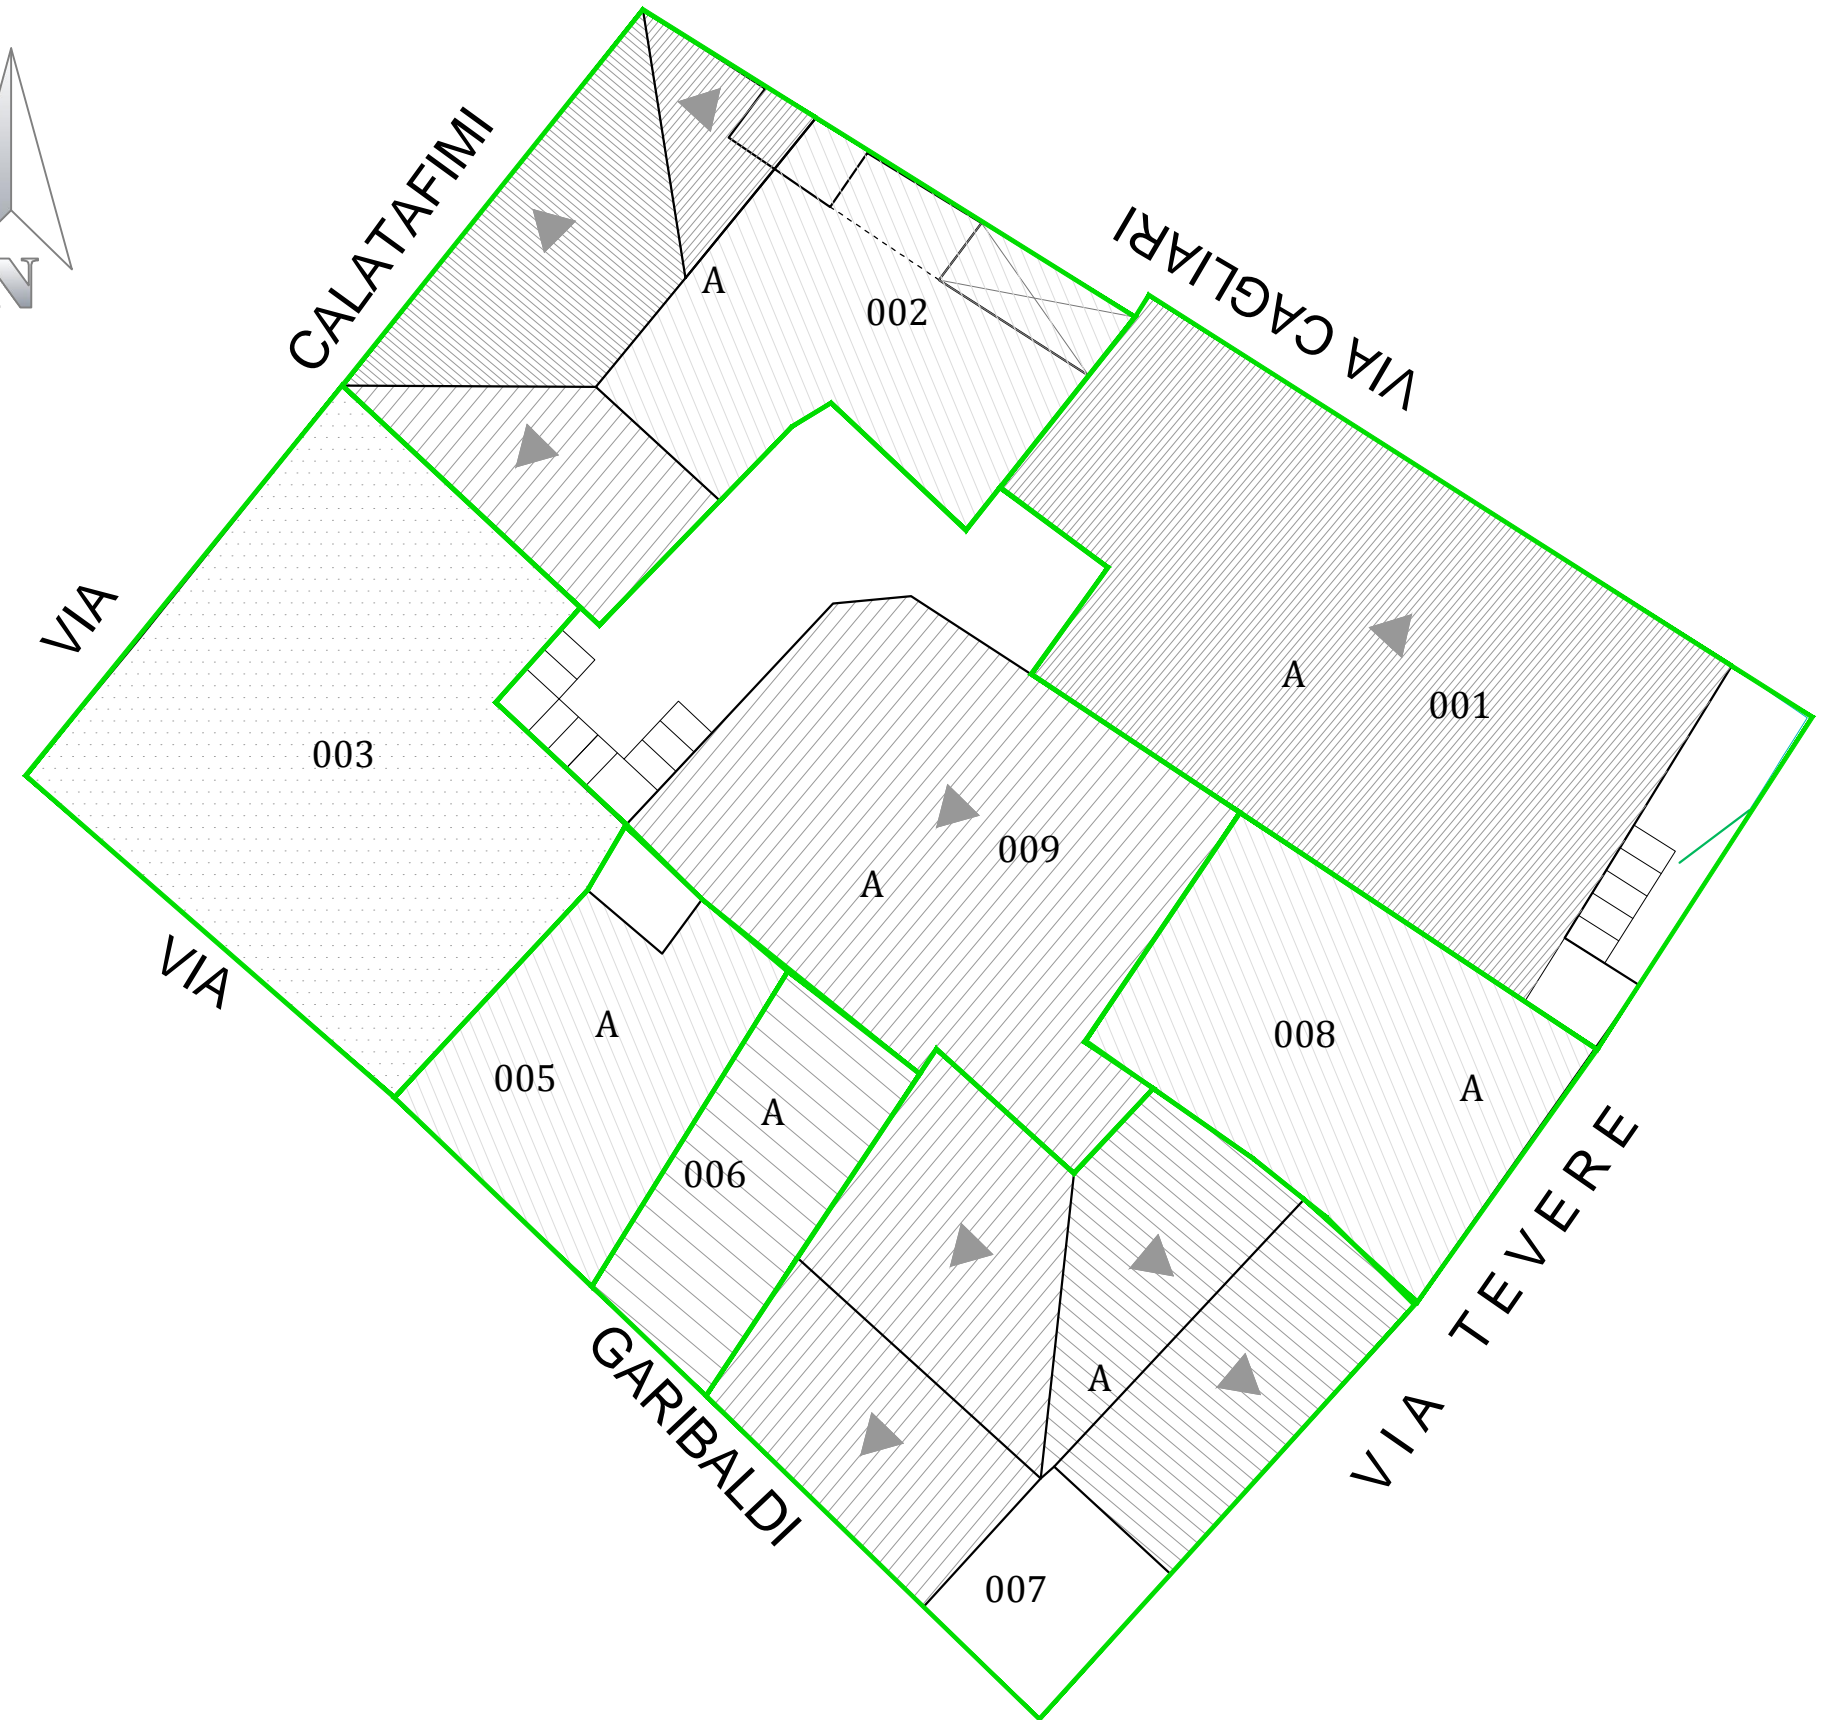 N
VIA CALATAFIMI
VIA CAGLIARI
A
002
A
001
003
009
A
008
A
A
005
A
006
A
007
VIA GARIBALDI
VIA TEVERE